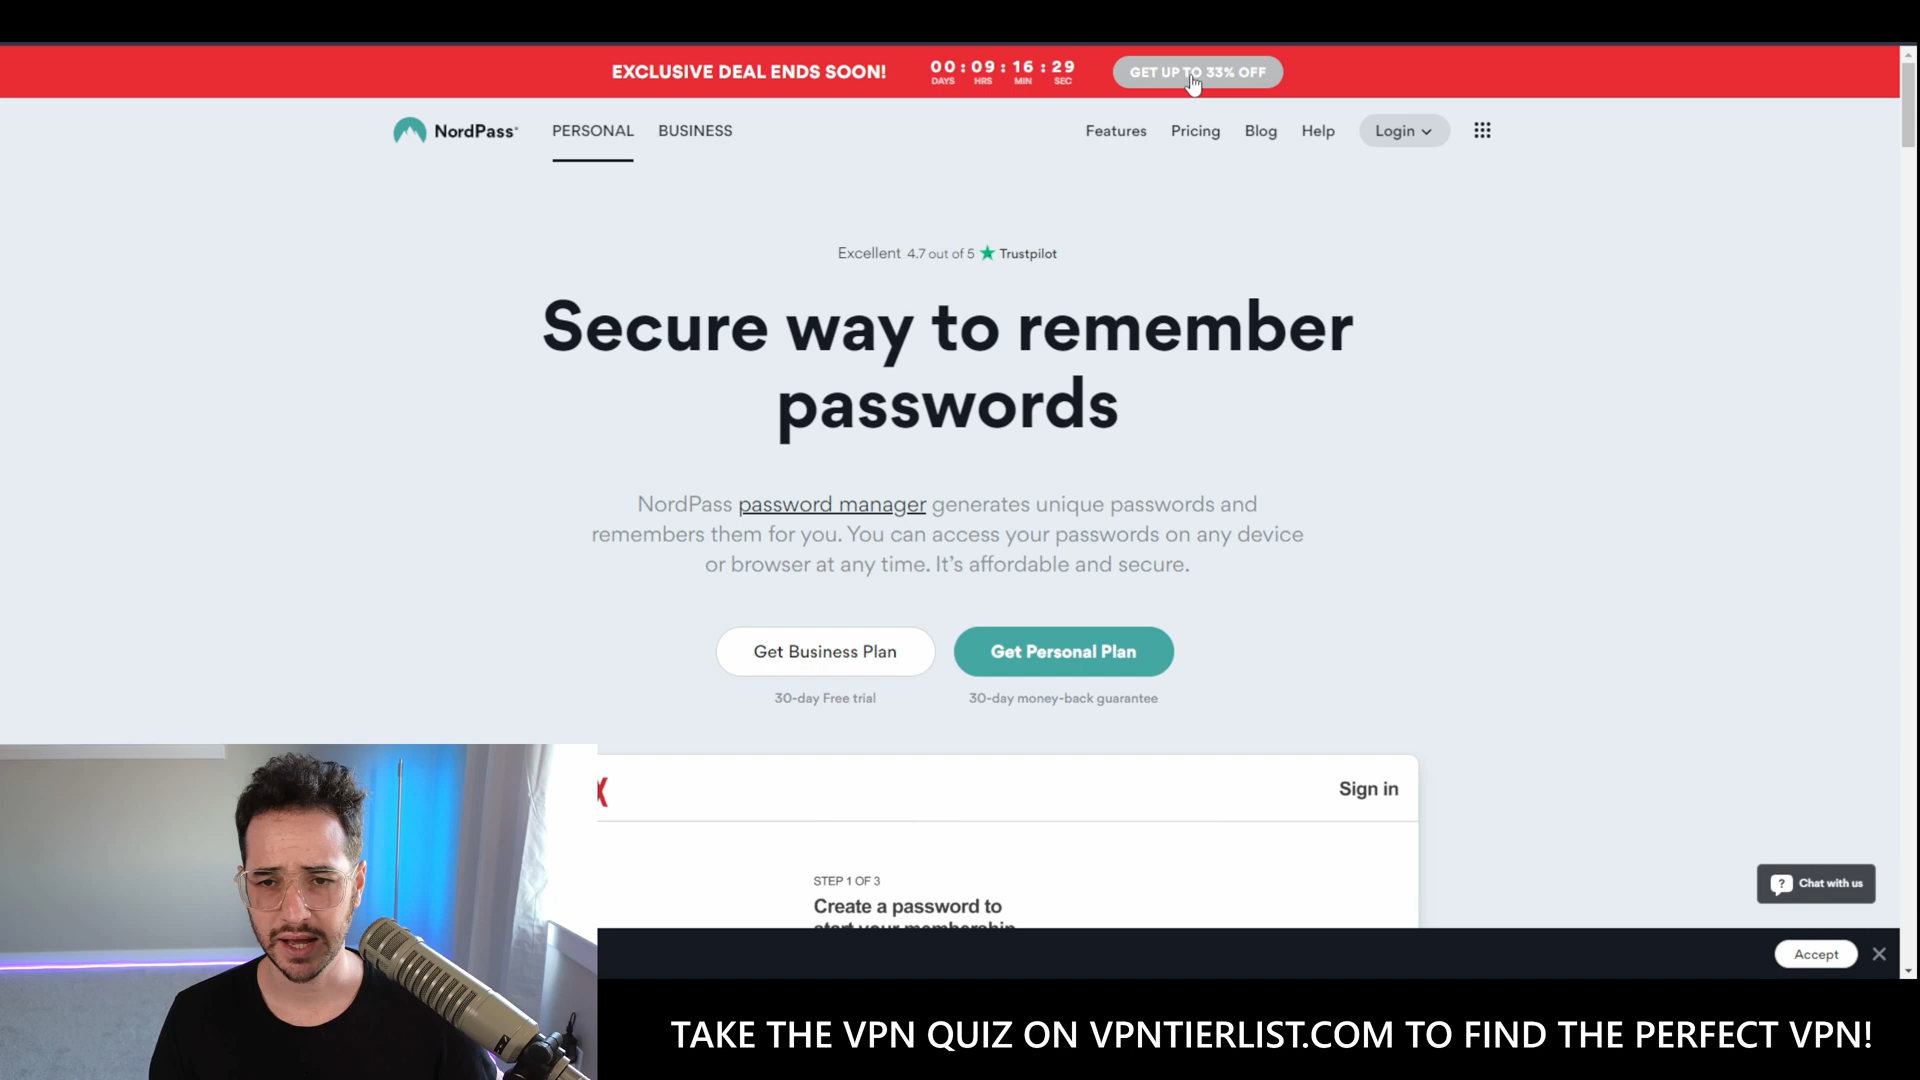 EXCLUSIVE DEAL ENDS SOON!
00 : 09 : 16 : 29
DAYS HRS MIN SEC
GET UP TO 33% OFF
NordPass®
PERSONAL
BUSINESS
Features
Pricing
Blog
Help
Login
Excellent 4.7 out of 5 Trustpilot
Secure way to remember
passwords
NordPass password manager generates unique passwords and
remembers them for you. You can access your passwords on any device
or browser at any time. It's affordable and secure.
Get Business Plan
Get Personal Plan
30-day Free trial
30-day money-back guarantee
X
Sign in
STEP 1 OF 3
Create a password to
start your membership
? Chat with us
Accept
TAKE THE VPN QUIZ ON VPNTIERLIST.COM TO FIND THE PERFECT VPN!